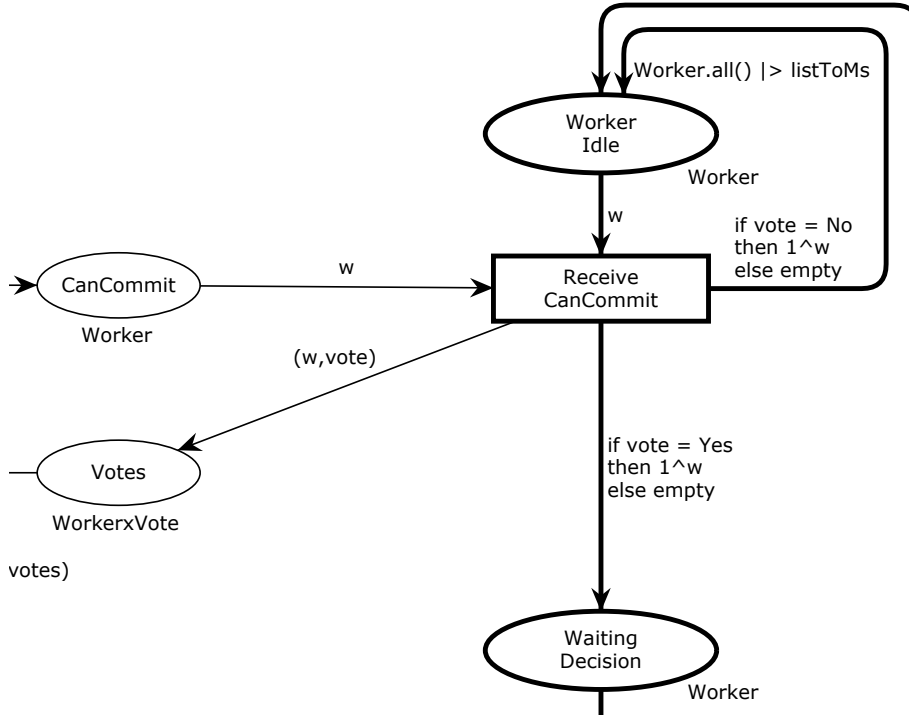 Worker.all() |> listToMs
Worker
Idle
Worker
w
if vote = No
then 1^w
else empty
CanCommit
w
Receive
CanCommit
Worker
(w,vote)
if vote = Yes
then 1^w
else empty
Votes
WorkerxVote
votes)
Waiting
Decision
Worker